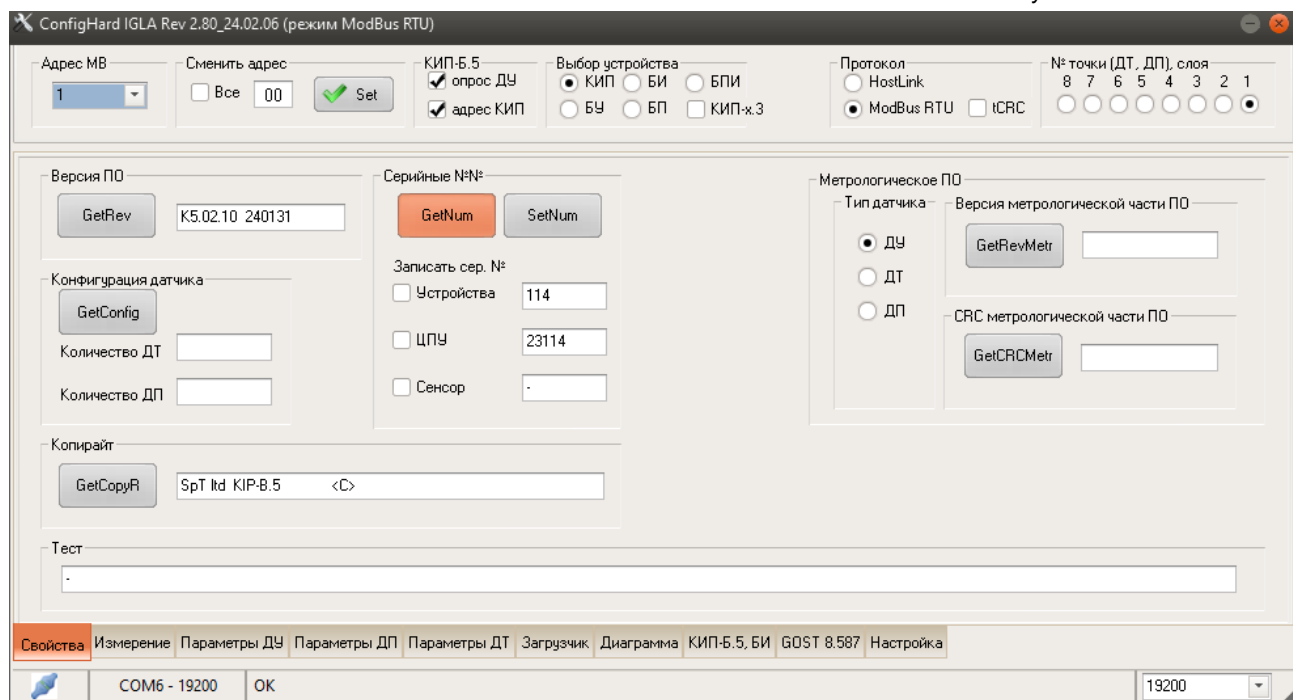 ConfigHard IGLA Rev 2.80_24.02.06 (режим ModBus RTU)
Адрес МВ
1
Сменить адрес
Все 00 Set
КИП-Б.5
опрос ДУ
адрес КИП
Выбор устройства
КИП БИ БПИ
БУ БП КИП-х.3
Протокол
HostLink
ModBus RTU tCRC
№ точки (ДТ, ДП), слоя
8 7 6 5 4 3 2 1
Версия ПО
GetRev K5.02.10 240131
Конфигурация датчика
GetConfig
Количество ДТ
Количество ДП
Серийные №№
GetNum SetNum
Записать сер. №
Устройства 114
ЦПУ 23114
Сенсор -
Метрологическое ПО
Тип датчика
ДУ
ДТ
ДП
Версия метрологической части ПО
GetRevMetr
CRC метрологической части ПО
GetCRCMetr
Копирайт
GetCopyR SpT ltd KIP-B.5 <C>
Тест
-
Свойства Измерение Параметры ДУ Параметры ДП Параметры ДТ Загрузчик Диаграмма КИП-Б.5, БИ GOST 8.587 Настройка
COM6 - 19200 OK 19200